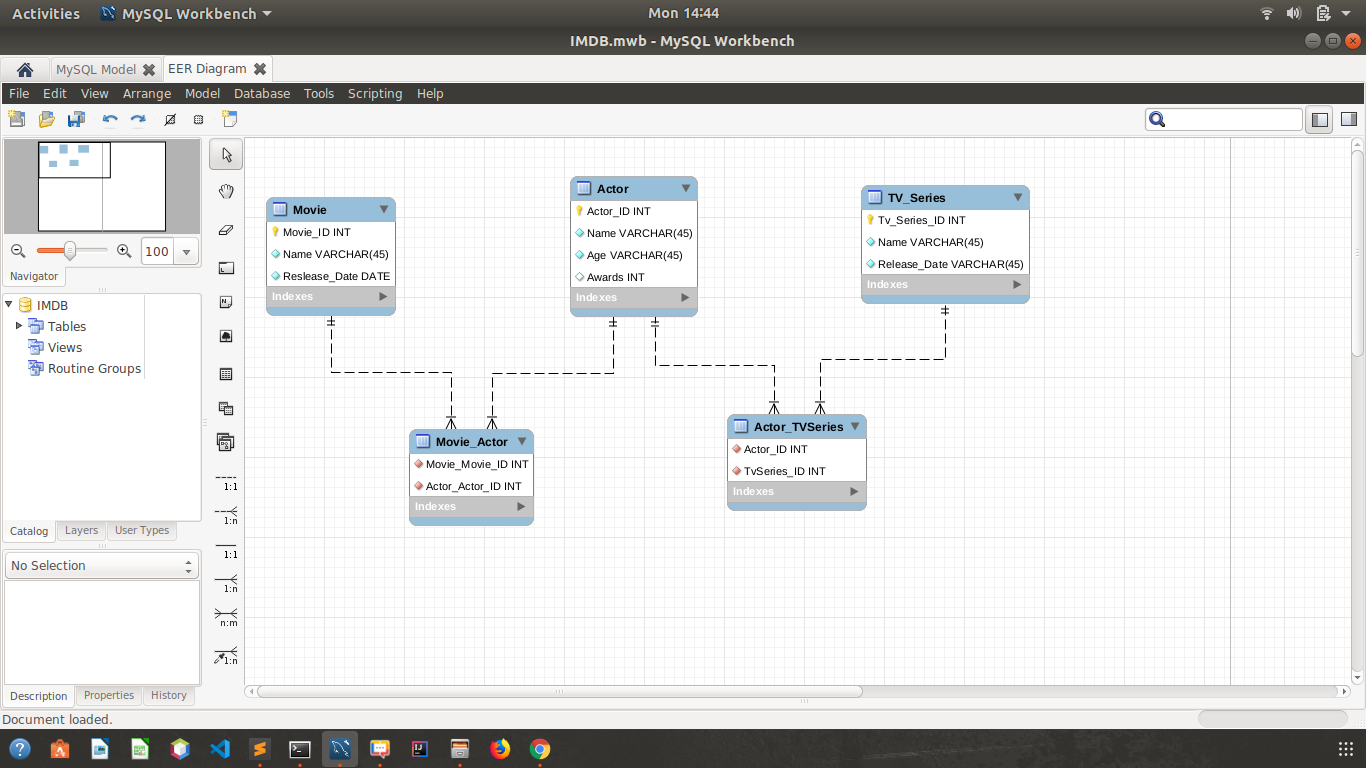 Activities
MySQL Workbench
Mon 14:44
IMDB.mwb - MySQL Workbench
MySQL Model
EER Diagram
File Edit View Arrange Model Database Tools Scripting Help
100
Navigator
IMDB
Tables
Views
Routine Groups
Catalog Layers User Types
No Selection
Description Properties History
Document loaded.
1:1
1:n
1:1
1:n
n:m
1:n
Movie
Movie_ID INT
Name VARCHAR(45)
Reslease_Date DATE
Indexes
Actor
Actor_ID INT
Name VARCHAR(45)
Age VARCHAR(45)
Awards INT
Indexes
TV_Series
Tv_Series_ID INT
Name VARCHAR(45)
Release_Date VARCHAR(45)
Indexes
Movie_Actor
Movie_Movie_ID INT
Actor_Actor_ID INT
Indexes
Actor_TVSeries
Actor_ID INT
TvSeries_ID INT
Indexes